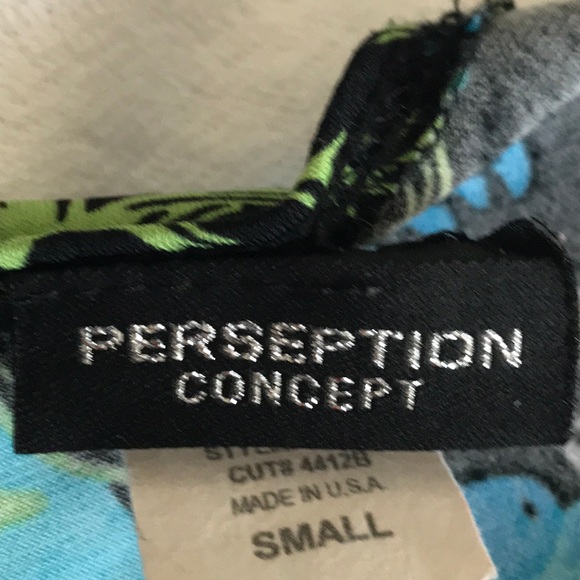 PERSEPTION
CONCEPT
CUT# 4412B
MADE IN U.S.A.
SMALL